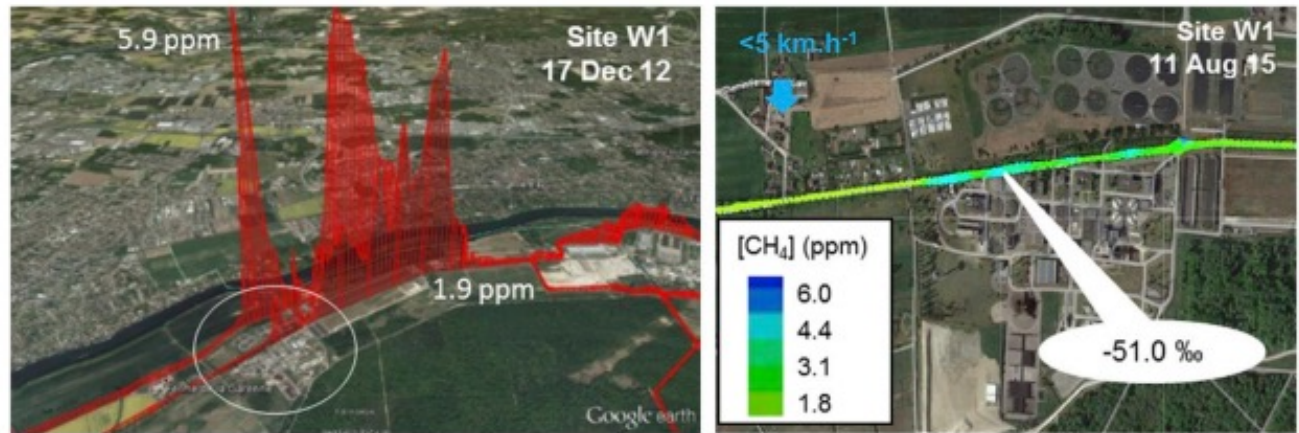 5.9 ppm
Site W1
17 Dec 12
1.9 ppm
Google earth
<5 km.h⁻¹
Site W1
11 Aug 15
[CH₄] (ppm)
6.0
4.4
3.1
1.8
-51.0 ‰